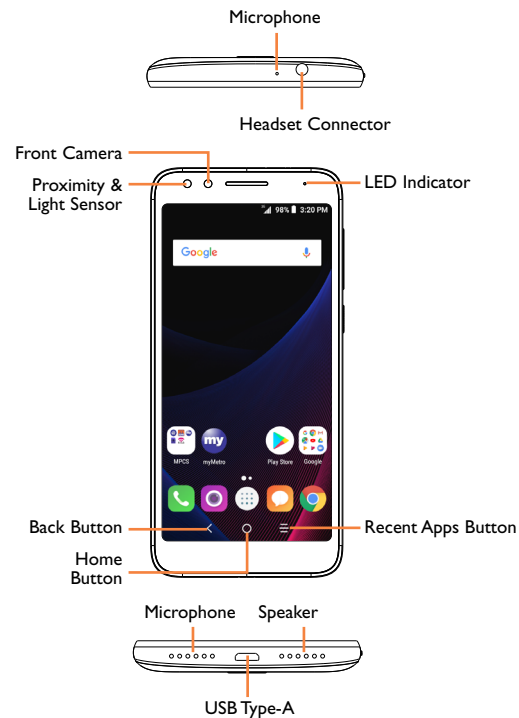 Microphone
Headset Connector
Front Camera
Proximity &
Light Sensor
LED Indicator
98% 3:20 PM
Google
MPCS
my
myMetro
Play Store
Google
Back Button
Recent Apps Button
Home
Button
Microphone
Speaker
USB Type-A